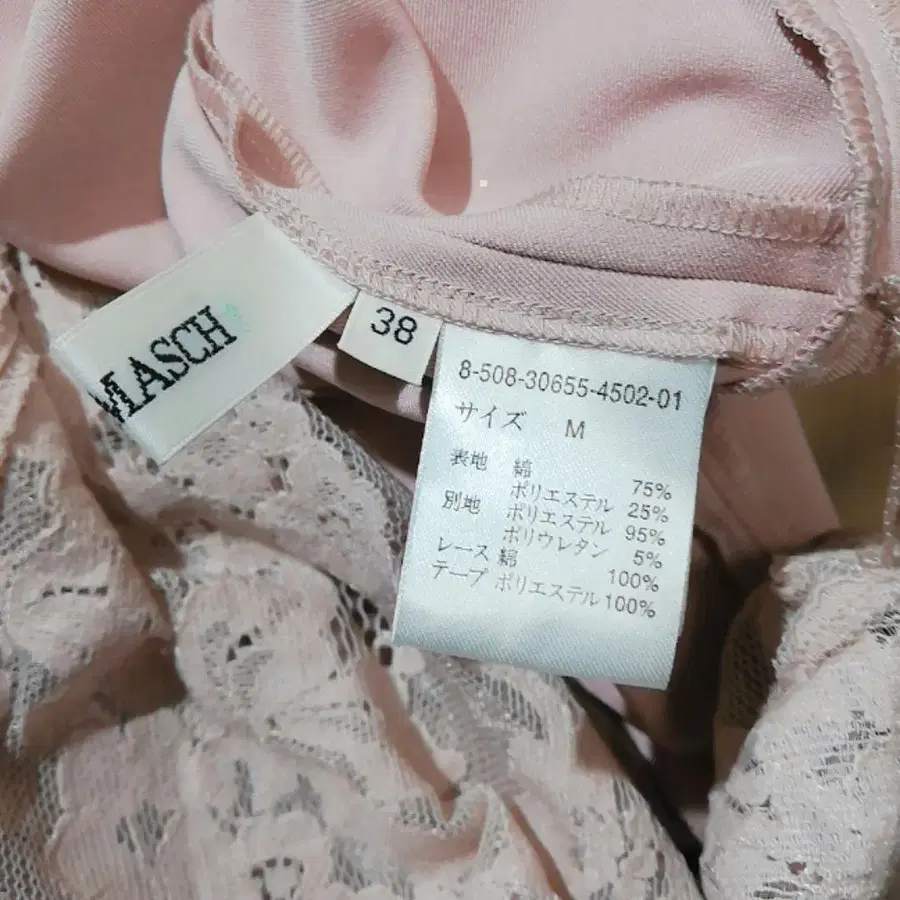 MASCH
38
8-508-30655-4502-01
サイズ M
表地 綿 75%
ポリエステル 25%
別地 ポリエステル 95%
ポリウレタン 5%
レース 綿 100%
テープ ポリエステル 100%